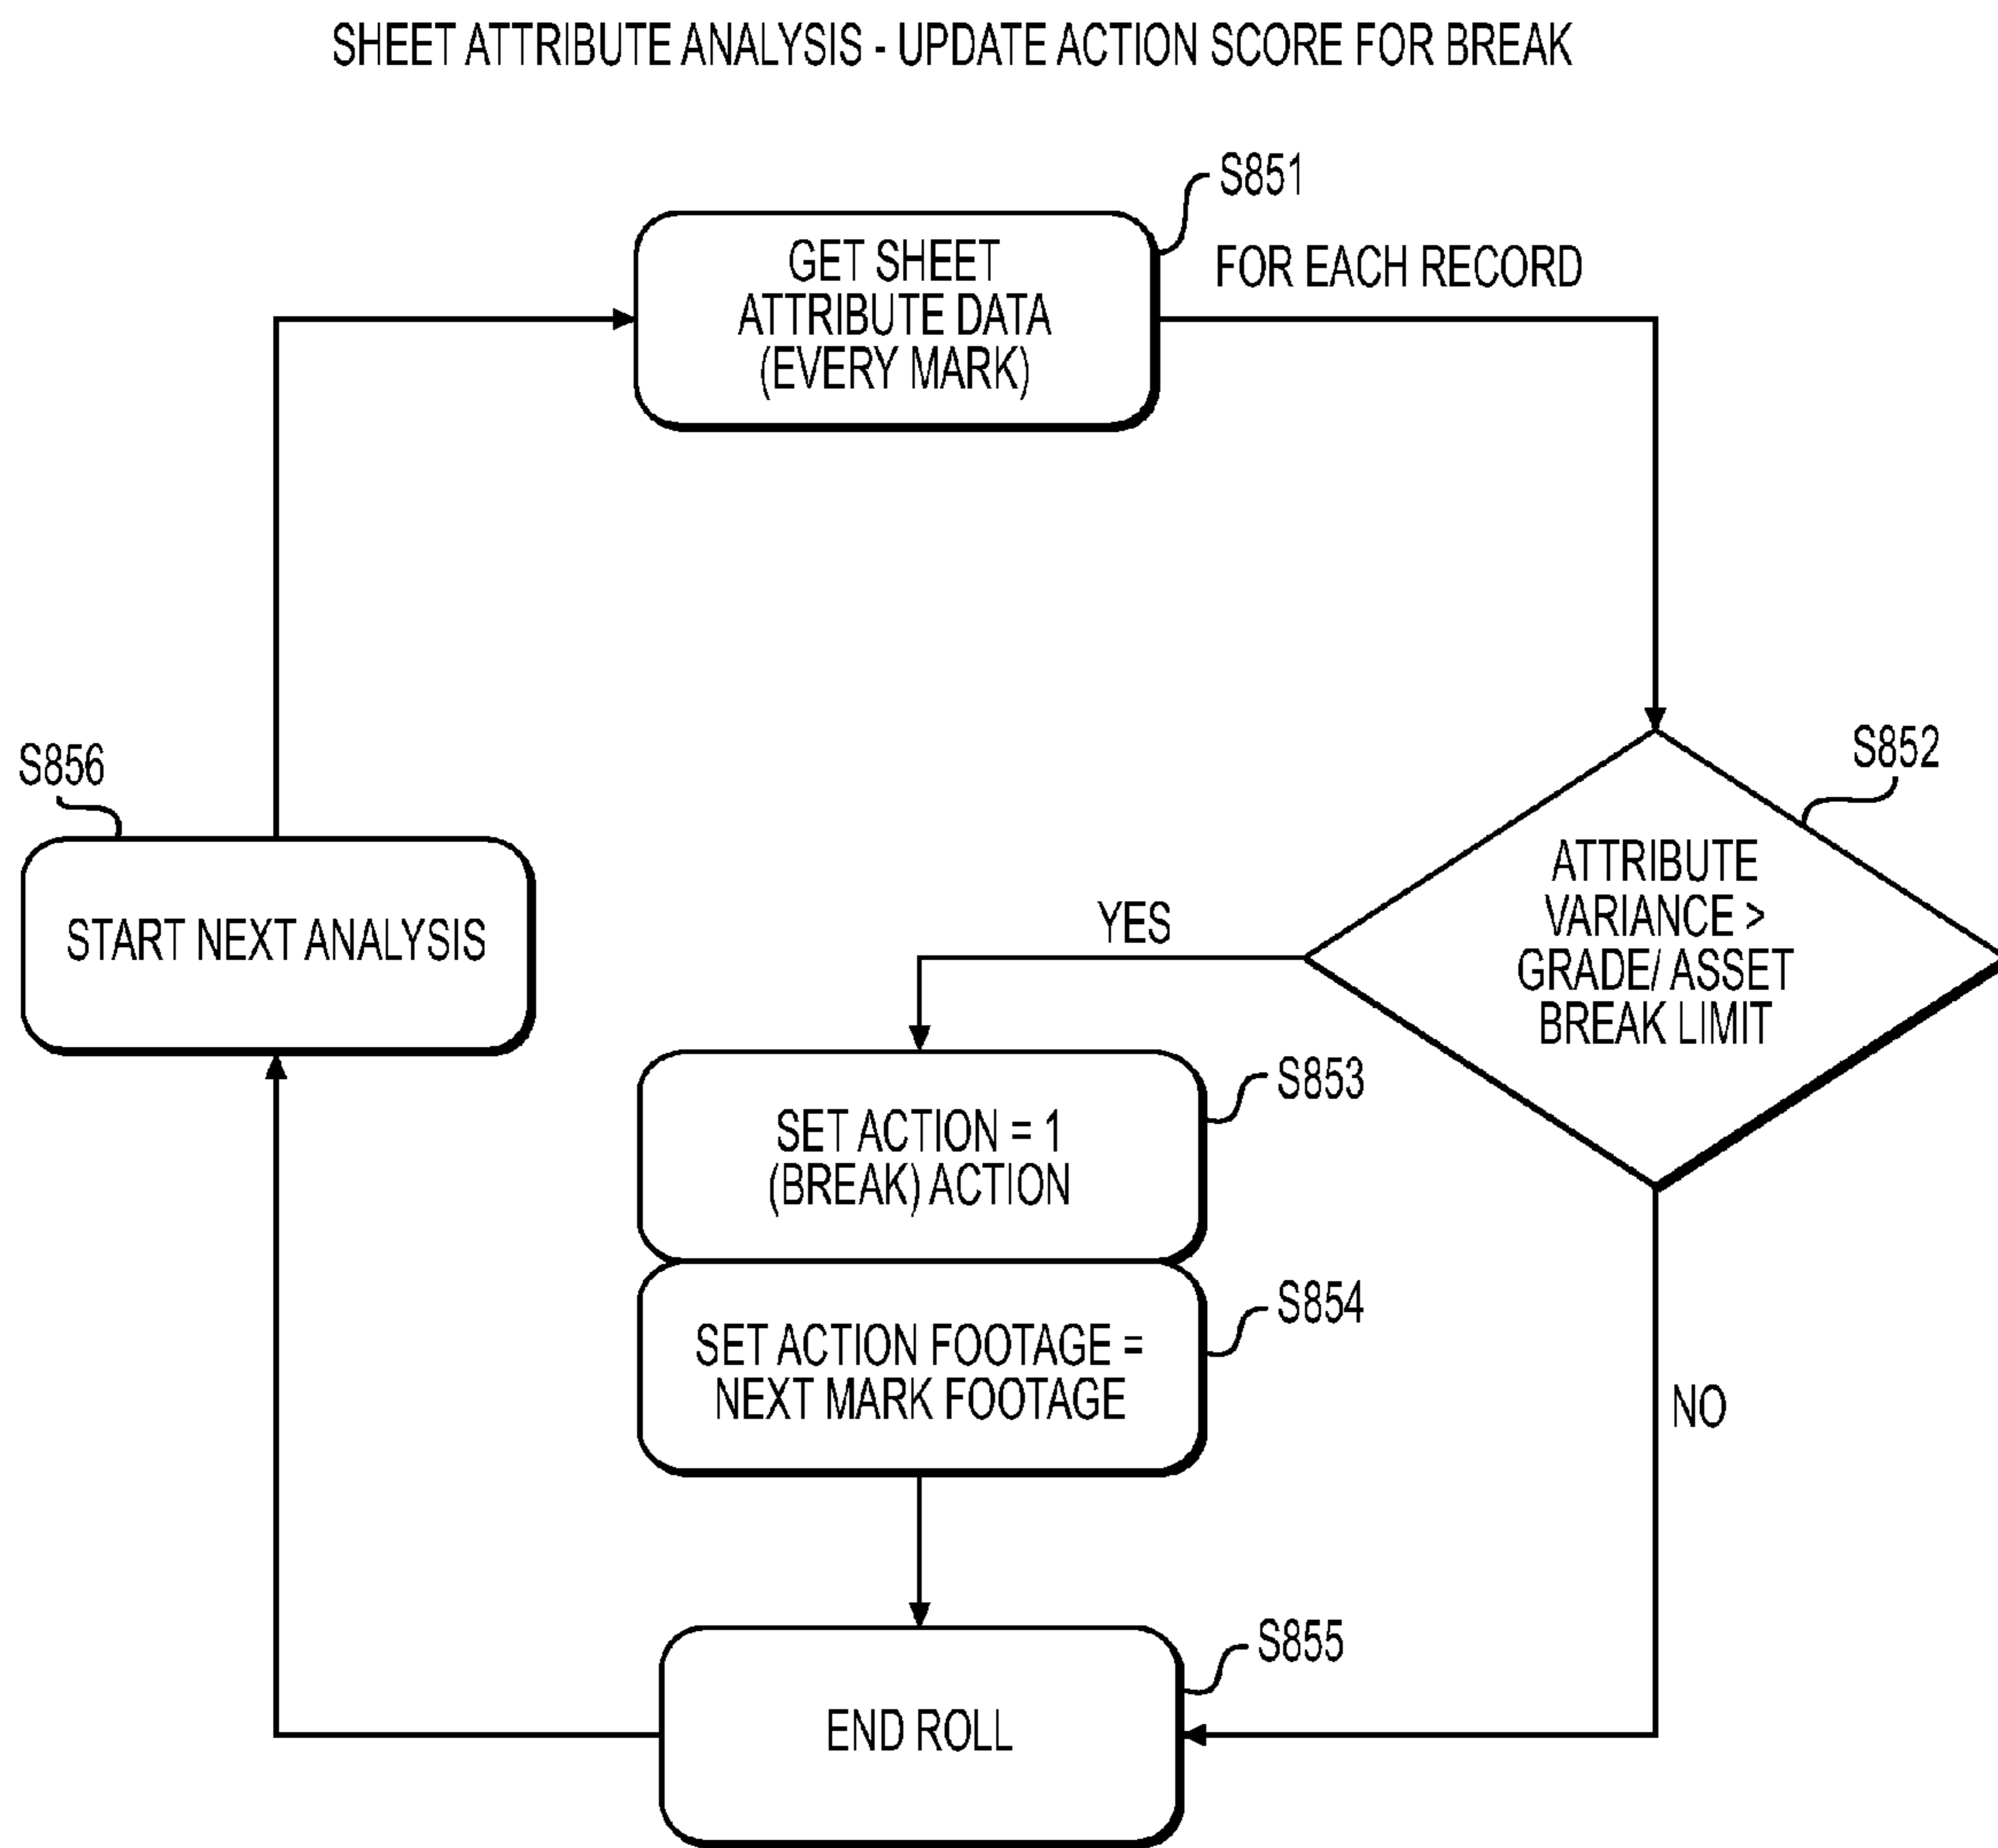 SHEET ATTRIBUTE ANALYSIS - UPDATE ACTION SCORE FOR BREAK
S851
GET SHEET
ATTRIBUTE DATA
(EVERY MARK)
FOR EACH RECORD
S852
ATTRIBUTE
VARIANCE >
GRADE/ ASSET
BREAK LIMIT
YES
S853
SET ACTION = 1
(BREAK) ACTION
S854
SET ACTION FOOTAGE =
NEXT MARK FOOTAGE
NO
S855
END ROLL
S856
START NEXT ANALYSIS